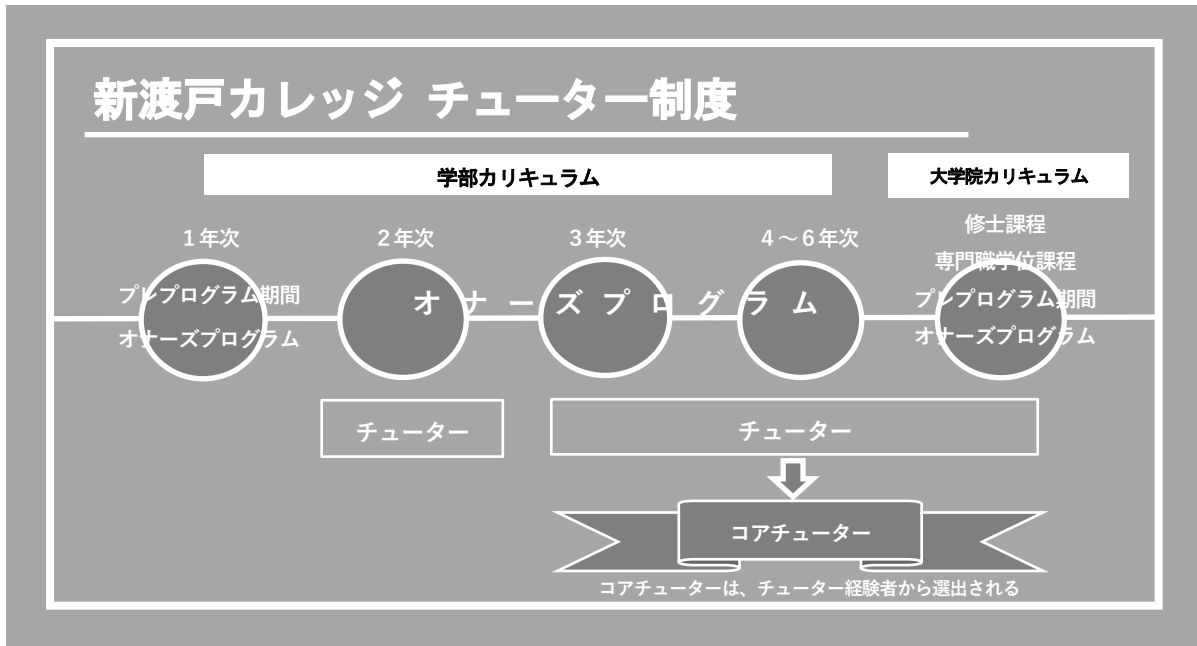 新渡戸カレッジ チューター制度
学部カリキュラム
大学院カリキュラム
1年次
2年次
3年次
4～6年次
修士課程
専門職学位課程
プレプログラム期間
オナーズプログラム
オナーズプログラム
プレプログラム期間
オナーズプログラム
チューター
チューター
コアチューター
コアチューターは、チューター経験者から選出される